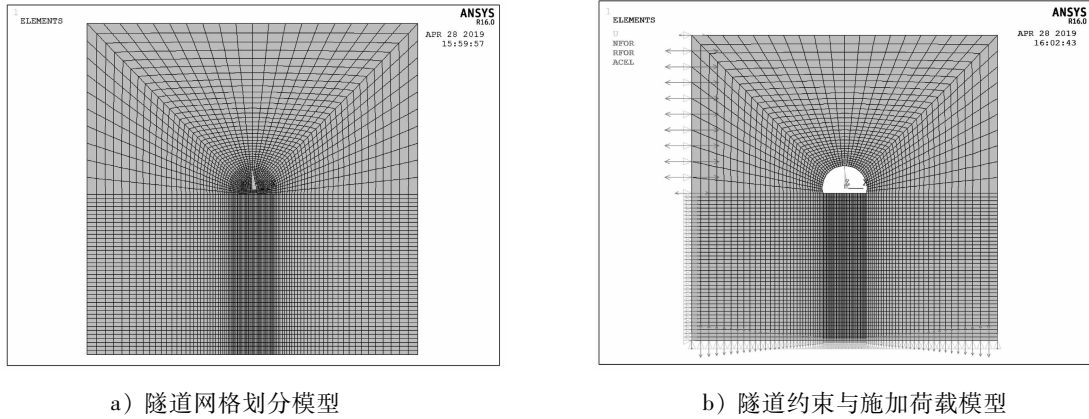 1
ELEMENTS
ANSYS
R16.0
APR 28 2019
15:59:57
a）隧道网格划分模型
1
ELEMENTS
U
NFOR
RFOR
ACEL
ANSYS
R16.0
APR 28 2019
16:02:43
b）隧道约束与施加荷载模型